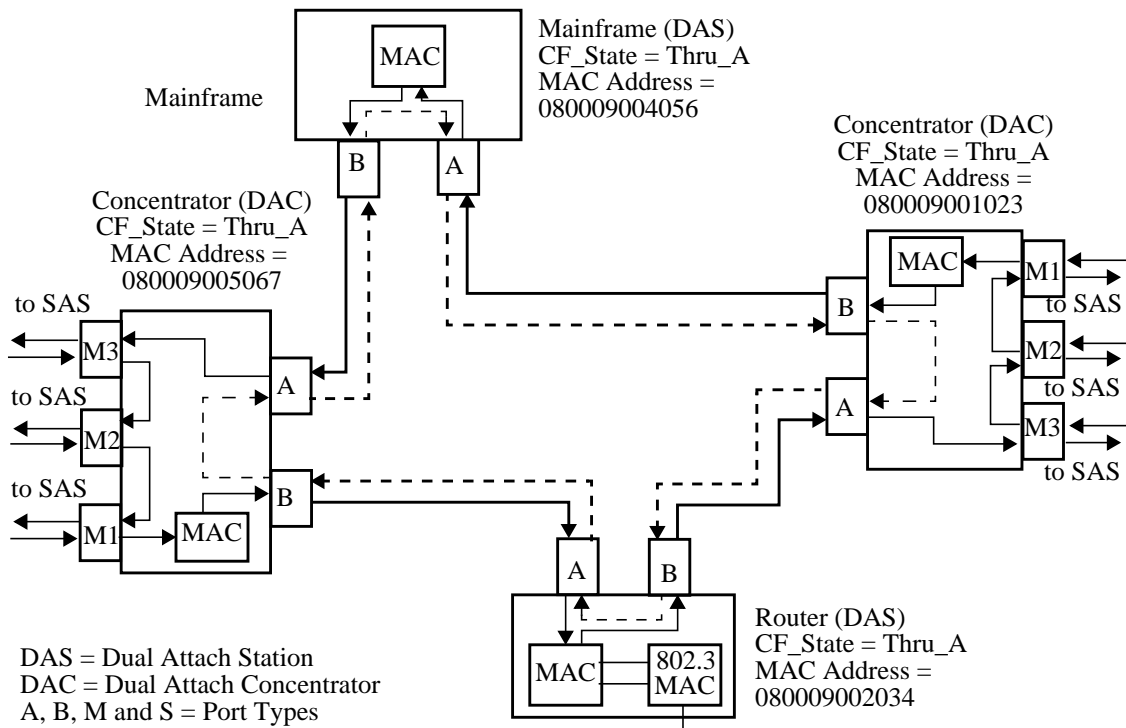 MAC
Mainframe (DAS)
CF_State = Thru_A
MAC Address =
080009004056
Mainframe
B
A
Concentrator (DAC)
CF_State = Thru_A
MAC Address =
080009001023
Concentrator (DAC)
CF_State = Thru_A
MAC Address =
080009005067
MAC
M1
to SAS
B
M2
to SAS
A
M3
to SAS
to SAS
M3
A
to SAS
M2
to SAS
B
M1
MAC
A
B
MAC
802.3
MAC
Router (DAS)
CF_State = Thru_A
MAC Address =
080009002034
DAS = Dual Attach Station
DAC = Dual Attach Concentrator
A, B, M and S = Port Types